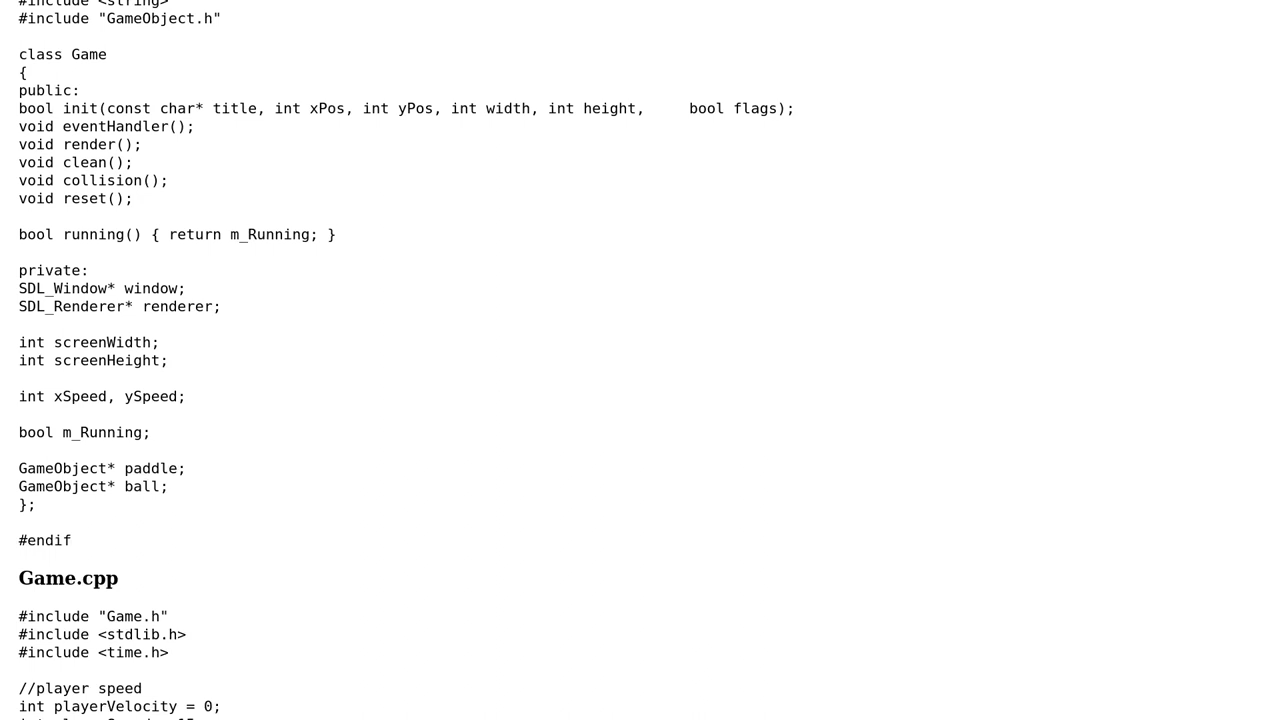 #include <string>
#include "GameObject.h"
class Game
{
public:
bool init(const char* title, int xPos, int yPos, int width, int height,     bool flags);
void eventHandler();
void render();
void clean();
void collision();
void reset();
bool running() { return m_Running; }
private:
SDL_Window* window;
SDL_Renderer* renderer;
int screenWidth;
int screenHeight;
int xSpeed, ySpeed;
bool m_Running;
GameObject* paddle;
GameObject* ball;
};
#endif
Game.cpp
#include "Game.h"
#include <stdlib.h>
#include <time.h>
//player speed
int playerVelocity = 0;